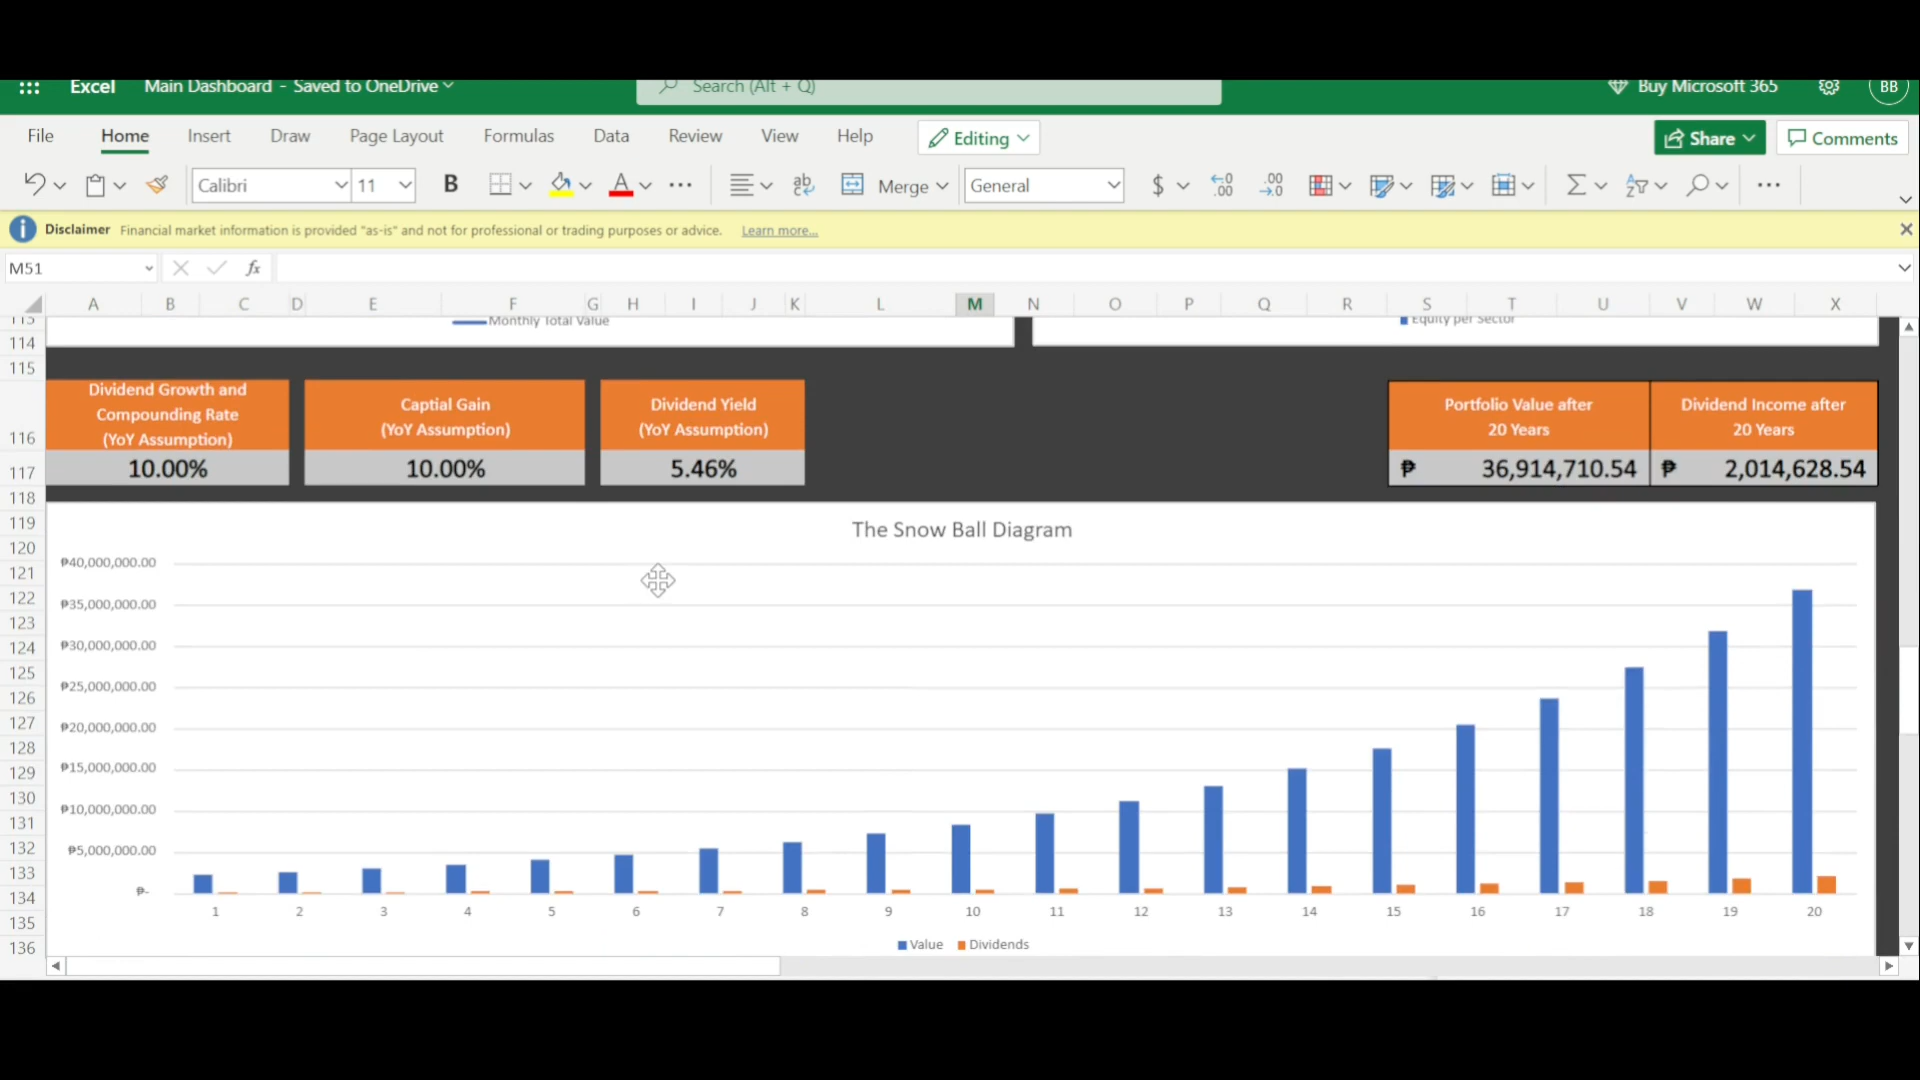 Excel Main Dashboard - Saved to OneDrive Search (Alt + Q) Buy Microsoft 365 BB
File Home Insert Draw Page Layout Formulas Data Review View Help Editing Share Comments
Calibri 11 B A ab Merge General $ .00 .00
Disclaimer Financial market information is provided "as-is" and not for professional or trading purposes or advice. Learn more...
M51 fx
A B C D E F G H I J K L M N O P Q R S T U V W X
113 Monthly Total Value Equity per Sector
114
115
Dividend Growth and
Compounding Rate
(YoY Assumption)
Captial Gain
(YoY Assumption)
Dividend Yield
(YoY Assumption)
Portfolio Value after
20 Years
Dividend Income after
20 Years
116
117 10.00% 10.00% 5.46% ₱ 36,914,710.54 ₱ 2,014,628.54
118
119 The Snow Ball Diagram
120
121 ₱40,000,000.00
122 ₱35,000,000.00
123
124 ₱30,000,000.00
125 ₱25,000,000.00
126
127 ₱20,000,000.00
128
129 ₱15,000,000.00
130 ₱10,000,000.00
131
132 ₱5,000,000.00
133
134 ₱-
135 1 2 3 4 5 6 7 8 9 10 11 12 13 14 15 16 17 18 19 20
136 Value Dividends